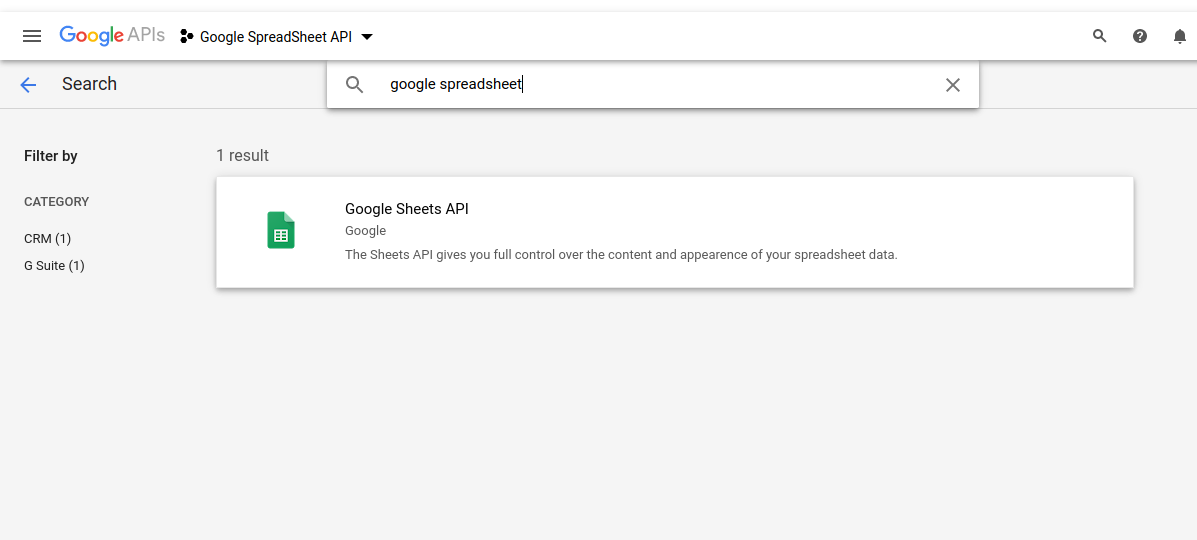 Google APIs
Google SpreadSheet API
Search
google spreadsheet
Filter by
1 result
CATEGORY
CRM (1)
G Suite (1)
Google Sheets API
Google
The Sheets API gives you full control over the content and appearence of your spreadsheet data.